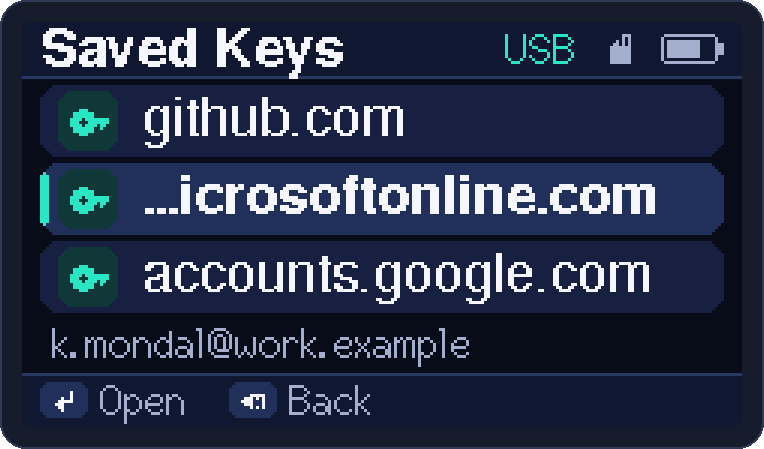 Saved Keys USB
github.com
...icrosoftonline.com
accounts.google.com
k.mondal@work.example
Open Back